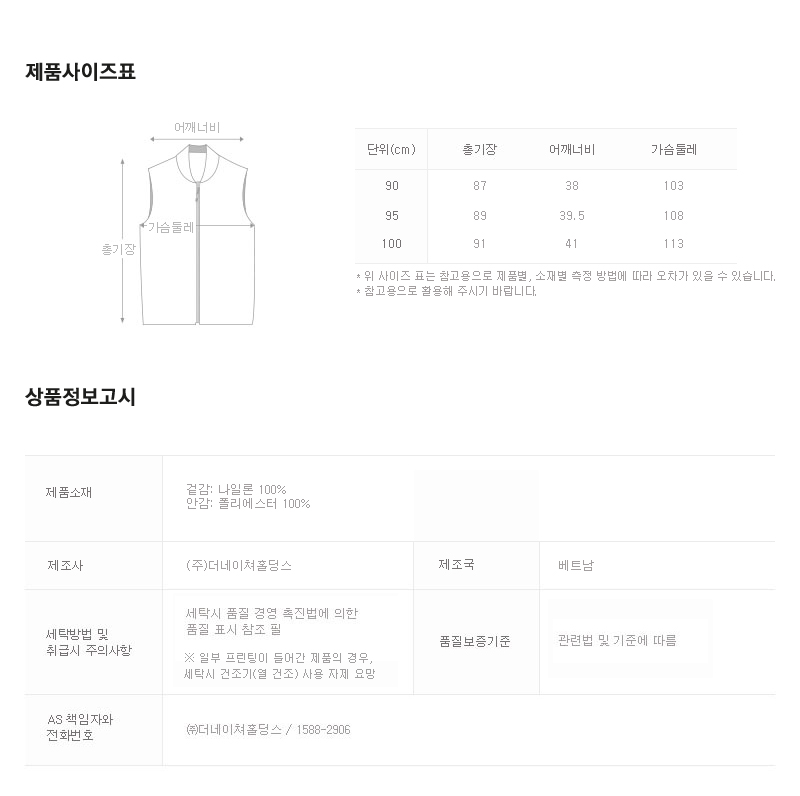 제품사이즈표
어깨너비
가슴둘레
총기장
단위(cm) 총기장 어깨너비 가슴둘레
90 87 38 103
95 89 39.5 108
100 91 41 113
* 위 사이즈 표는 참고용으로 제품별, 소재별 측정 방법에 따라 오차가 있을 수 있습니다.
* 참고용으로 활용해 주시기 바랍니다.
상품정보고시
제품소재
겉감: 나일론 100%
안감: 폴리에스터 100%
제조사 (주)더네이쳐홀딩스 제조국 베트남
세탁방법 및
취급시 주의사항
세탁시 품질 경영 촉진법에 의한
품질 표시 참조 필
※ 일부 프린팅이 들어간 제품의 경우,
세탁시 건조기(열 건조) 사용 자제 요망
품질보증기준 관련법 및 기준에 따름
AS 책임자와
전화번호
㈜더네이쳐홀딩스 / 1588-2906